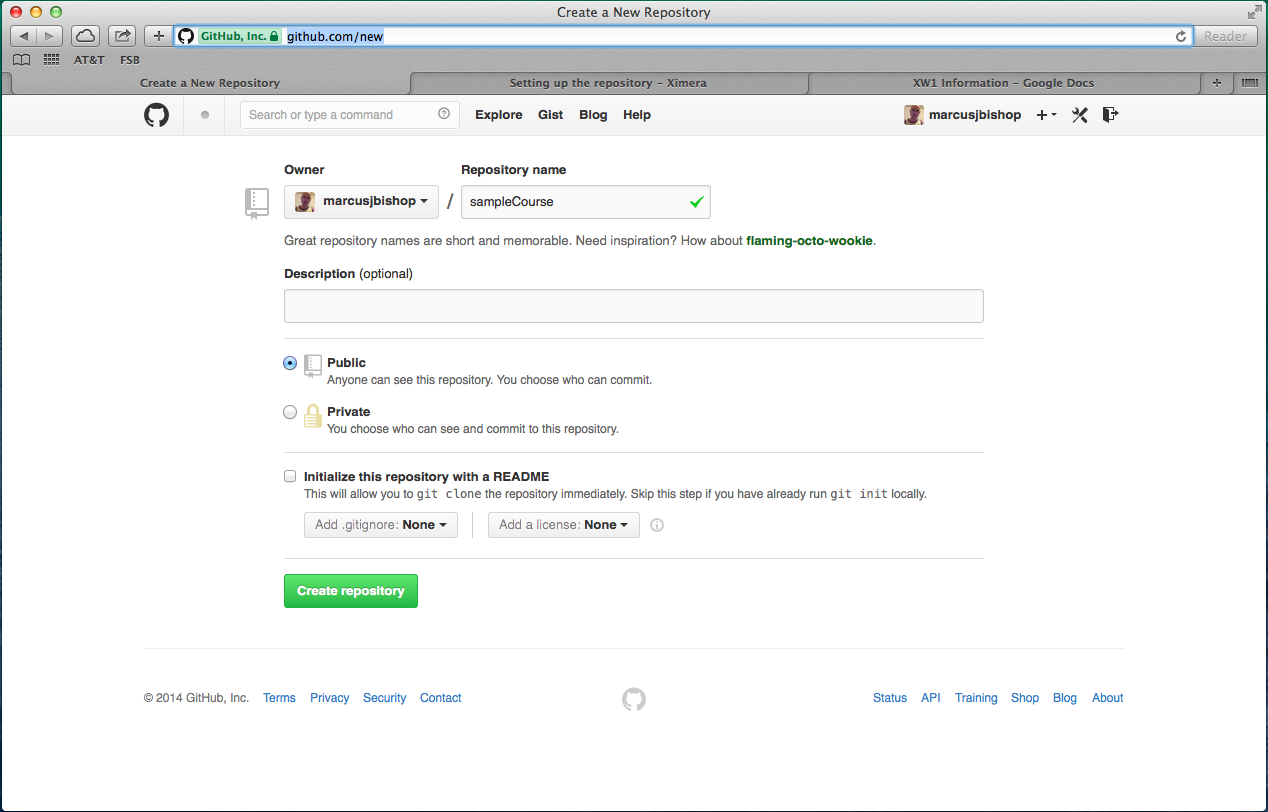 Create a New Repository
GitHub, Inc. github.com/new Reader
AT&T FSB
Create a New Repository Setting up the repository – Ximera XW1 Information – Google Docs
Search or type a command Explore Gist Blog Help marcusjbishop
Owner Repository name
marcusjbishop / sampleCourse
Great repository names are short and memorable. Need inspiration? How about flaming-octo-wookie.
Description (optional)
Public
Anyone can see this repository. You choose who can commit.
Private
You choose who can see and commit to this repository.
Initialize this repository with a README
This will allow you to git clone the repository immediately. Skip this step if you have already run git init locally.
Add .gitignore: None Add a license: None
Create repository
© 2014 GitHub, Inc. Terms Privacy Security Contact Status API Training Shop Blog About